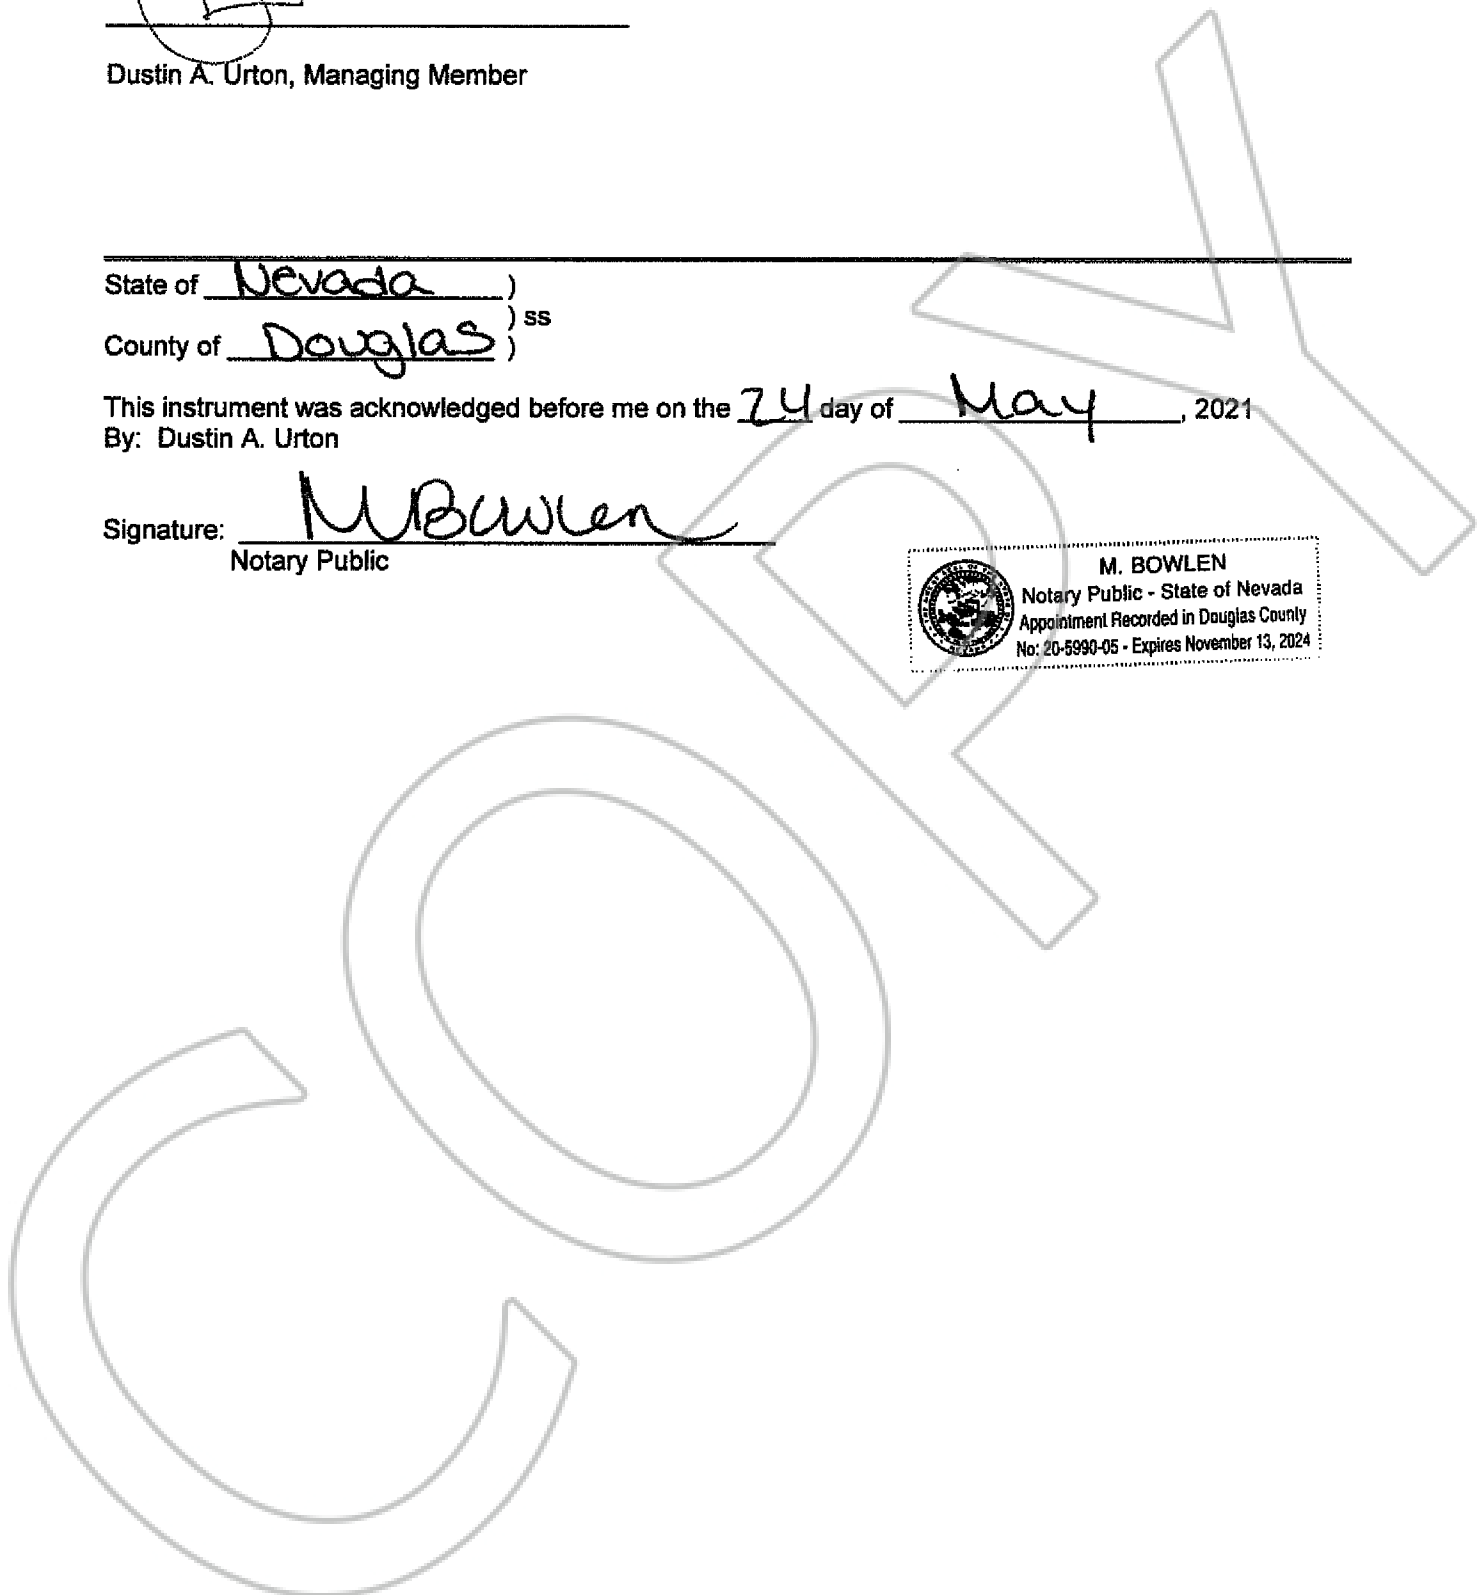 Dustin A. Urton, Managing Member
State of Nevada )
) ss
County of Douglas )
This instrument was acknowledged before me on the 24 day of May, 2021
By: Dustin A. Urton
Signature: M Bowlen
Notary Public
M. BOWLEN
Notary Public - State of Nevada
Appointment Recorded in Douglas County
No: 20-5990-05 - Expires November 13, 2024
COPY